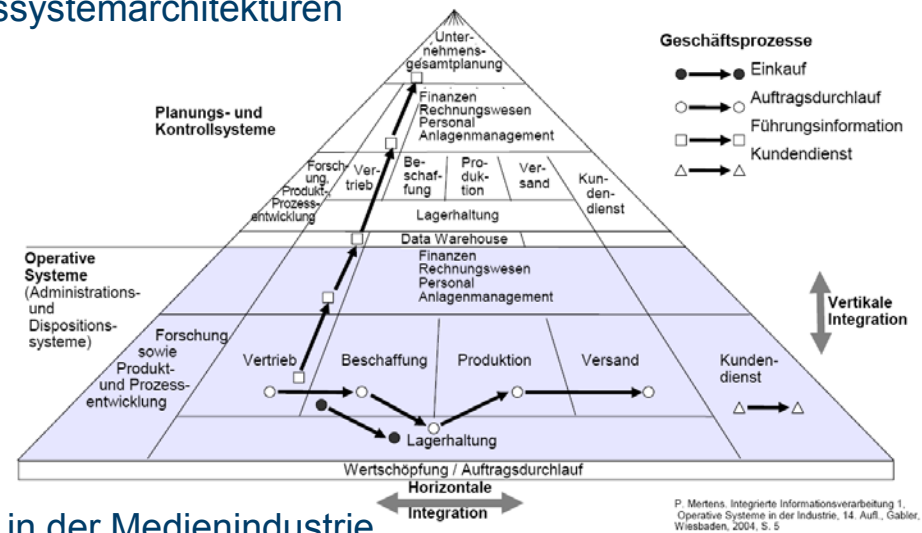 ssystemarchitekturen
Unter-
nehmens-
gesamtplanung
Geschäftsprozesse
Einkauf
Auftragsdurchlauf
Führungsinformation
Kundendienst
Planungs- und
Kontrollsysteme
Finanzen
Rechnungswesen
Personal
Anlagenmanagement
Forsch-
ung,
Produkt-,
Prozess-
entwicklung
Ver-
trieb
Be-
schaf-
fung
Pro-
duk-
tion
Ver-
sand
Kun-
den-
dienst
Lagerhaltung
Data Warehouse
Operative
Systeme
(Administrations-
und
Dispositions-
systeme)
Finanzen
Rechnungswesen
Personal
Anlagenmanagement
Vertikale
Integration
Forschung
sowie
Produkt-
und Prozess-
entwicklung
Vertrieb
Beschaffung
Produktion
Versand
Kunden-
dienst
Lagerhaltung
Wertschöpfung / Auftragsdurchlauf
Horizontale
Integration
in der Medienindustrie
P. Mertens. Integrierte Informationsverarbeitung 1,
Operative Systeme in der Industrie, 14. Aufl., Gabler,
Wiesbaden, 2004, S. 5